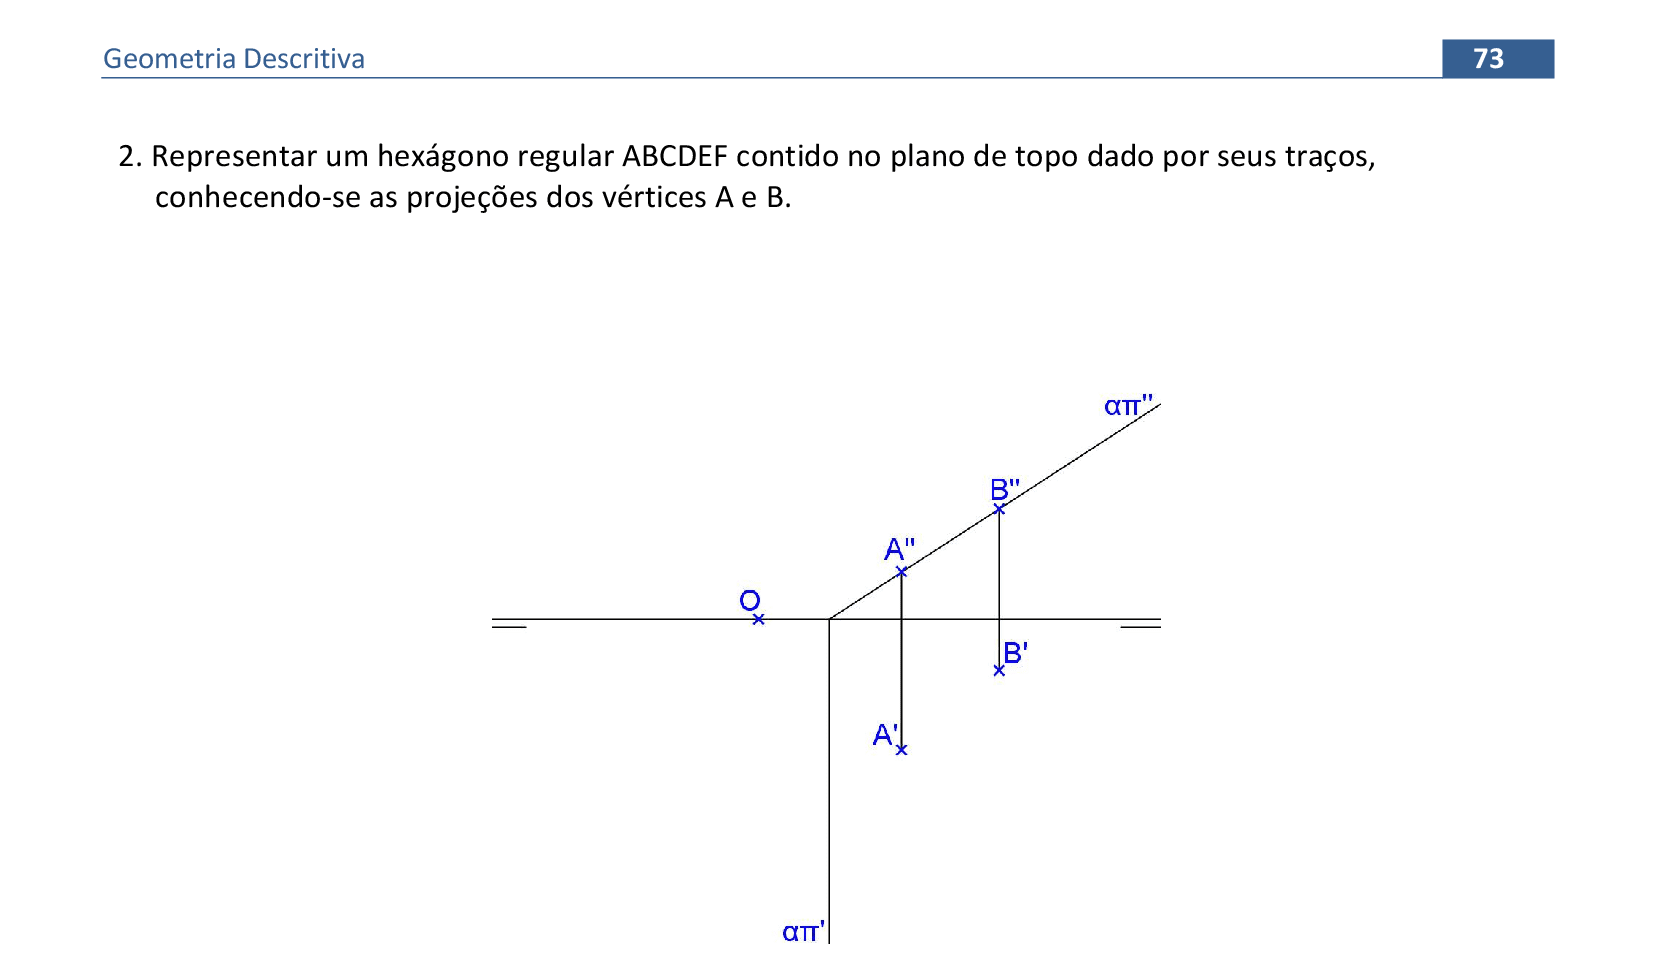 Geometria Descritiva
73
2. Representar um hexágono regular ABCDEF contido no plano de topo dado por seus traços,
conhecendo-se as projeções dos vértices A e B.
απ''
B''
A''
O
B'
A'
απ'